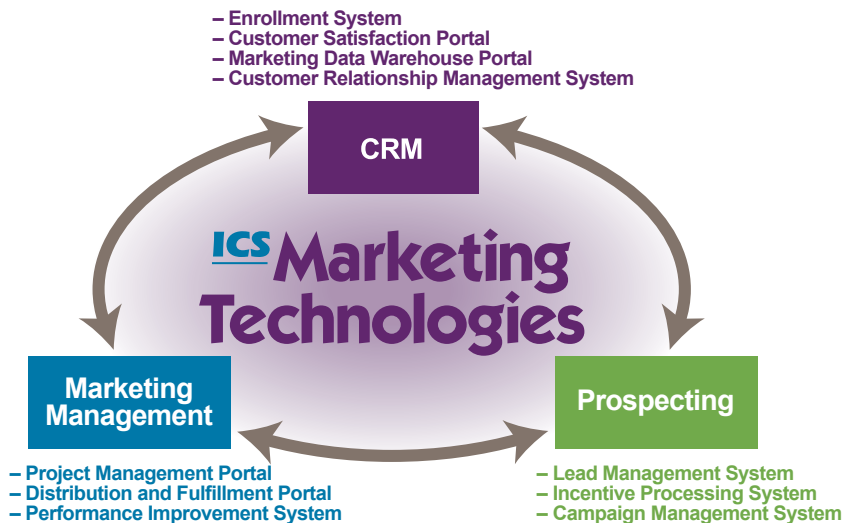 – Enrollment System
– Customer Satisfaction Portal
– Marketing Data Warehouse Portal
– Customer Relationship Management System
CRM
ICS Marketing
Technologies
Marketing
Management
– Project Management Portal
– Distribution and Fulfillment Portal
– Performance Improvement System
Prospecting
– Lead Management System
– Incentive Processing System
– Campaign Management System